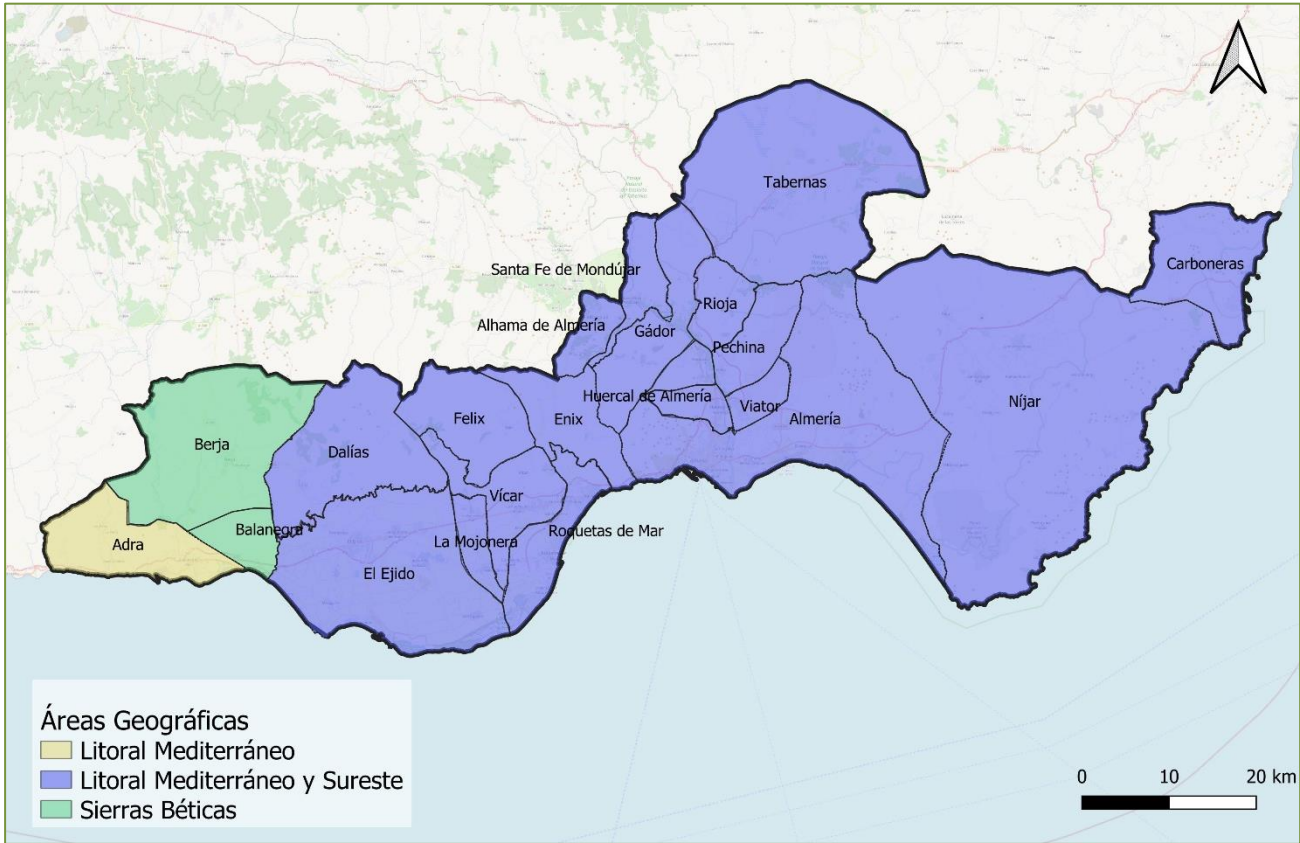 Tabernas
Santa Fe de Mondújar
Carboneras
Rioja
Alhama de Almería
Gádor
Pechina
Níjar
Felix
Enix
Huercal de Almería
Viator
Almería
Berja
Dalías
Vícar
Balanegra
Roquetas de Mar
Adra
La Mojonera
El Ejido
Áreas Geográficas
Litoral Mediterráneo
Litoral Mediterráneo y Sureste
Sierras Béticas
0 10 20 km